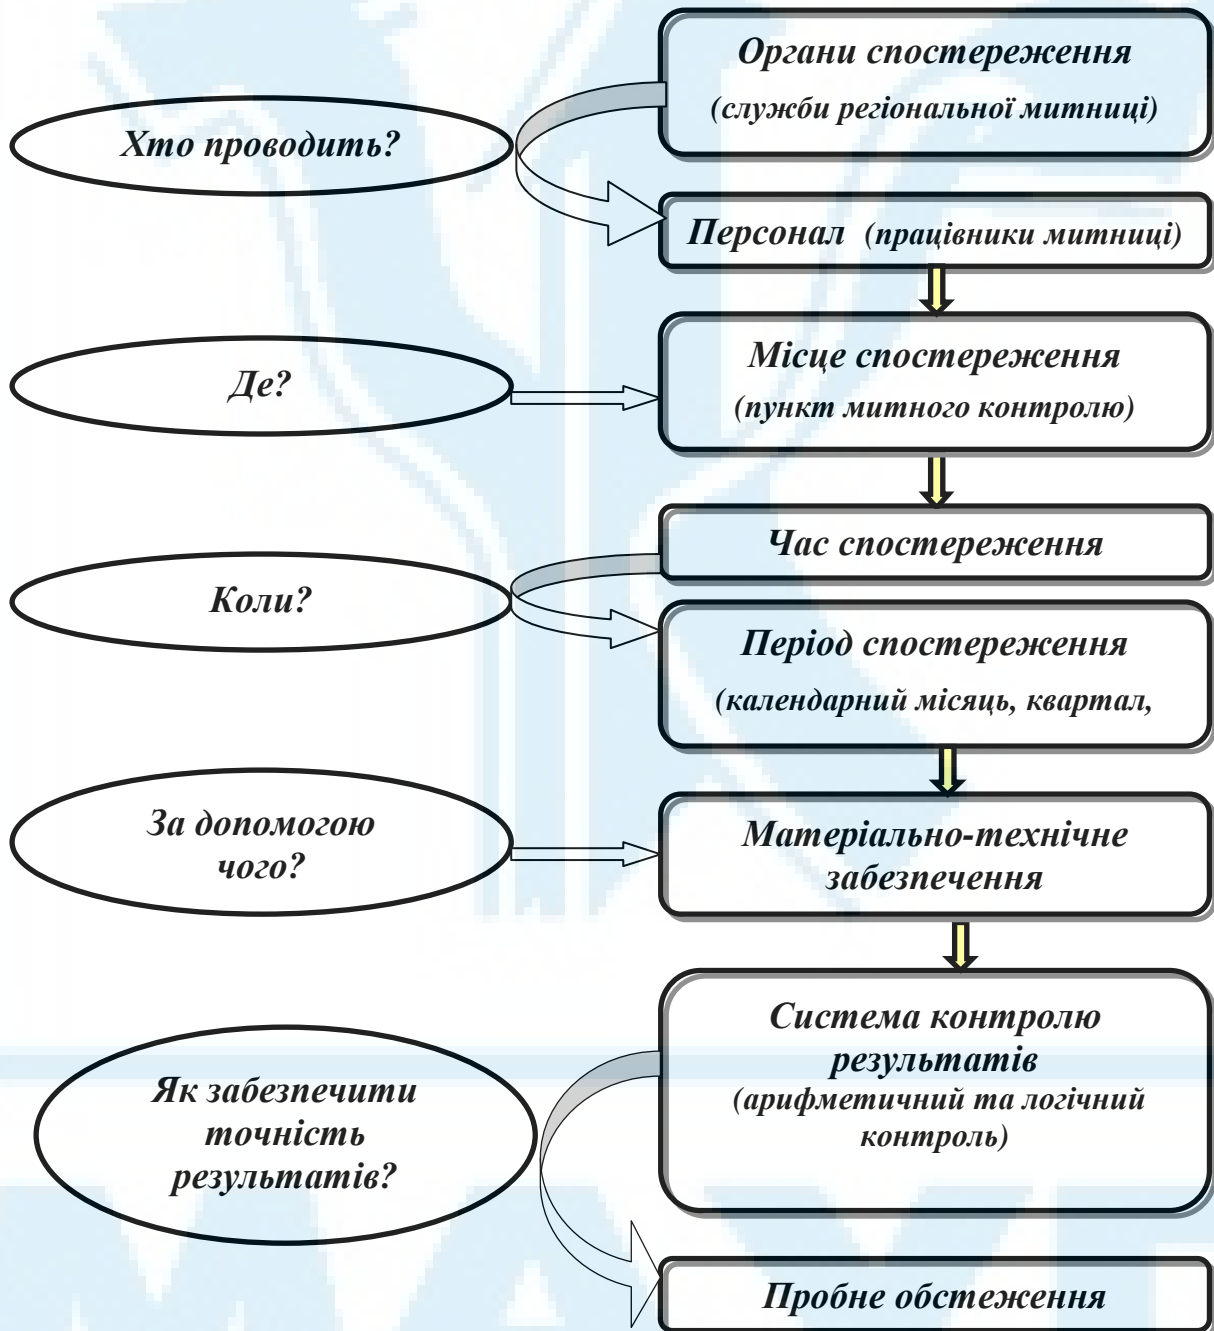 Органи спостереження
(служби регіональної митниці)
Хто проводить?
Персонал (працівники митниці)
Місце спостереження
Де?
(пункт митного контролю)
Час спостереження
Коли?
Період спостереження
(календарний місяць, квартал,
За допомогою
чого?
Матеріально-технічне
забезпечення
Система контролю
результатів
(арифметичний та логічний
контроль)
Як забезпечити
точність
результатів?
Пробне обстеження